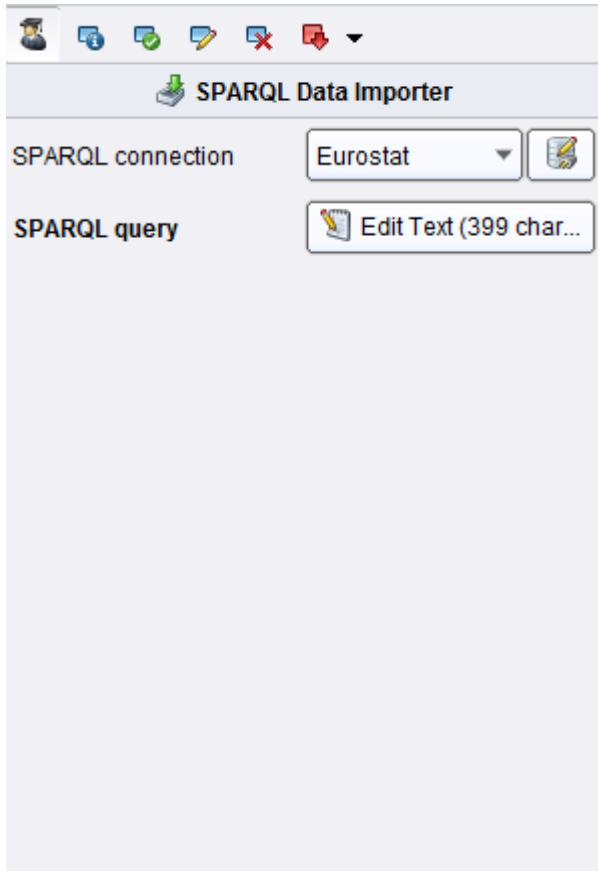 SPARQL Data Importer
SPARQL connection
Eurostat
SPARQL query
Edit Text (399 char...